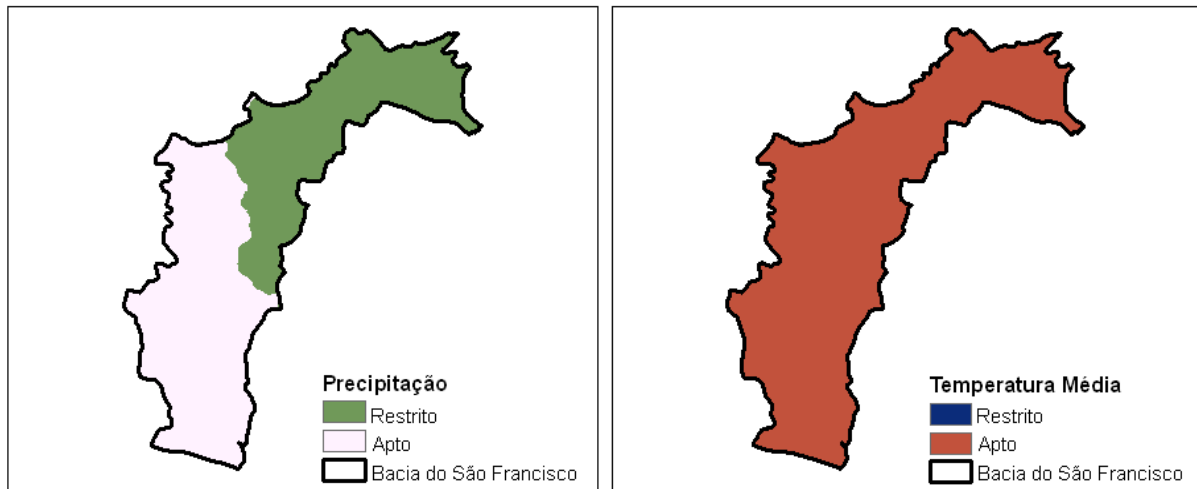 Precipitação
Restrito
Apto
Bacia do São Francisco
Temperatura Média
Restrito
Apto
Bacia do São Francisco